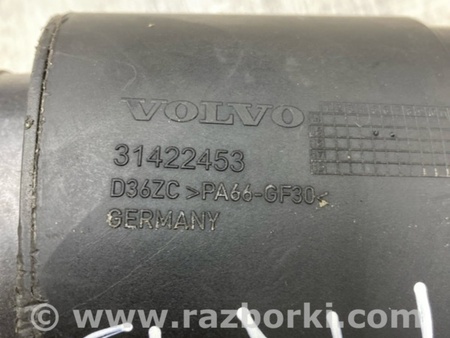 VOLVO
31422453
D36ZC >PA66-GF30<
GERMANY
© www.razborki.com